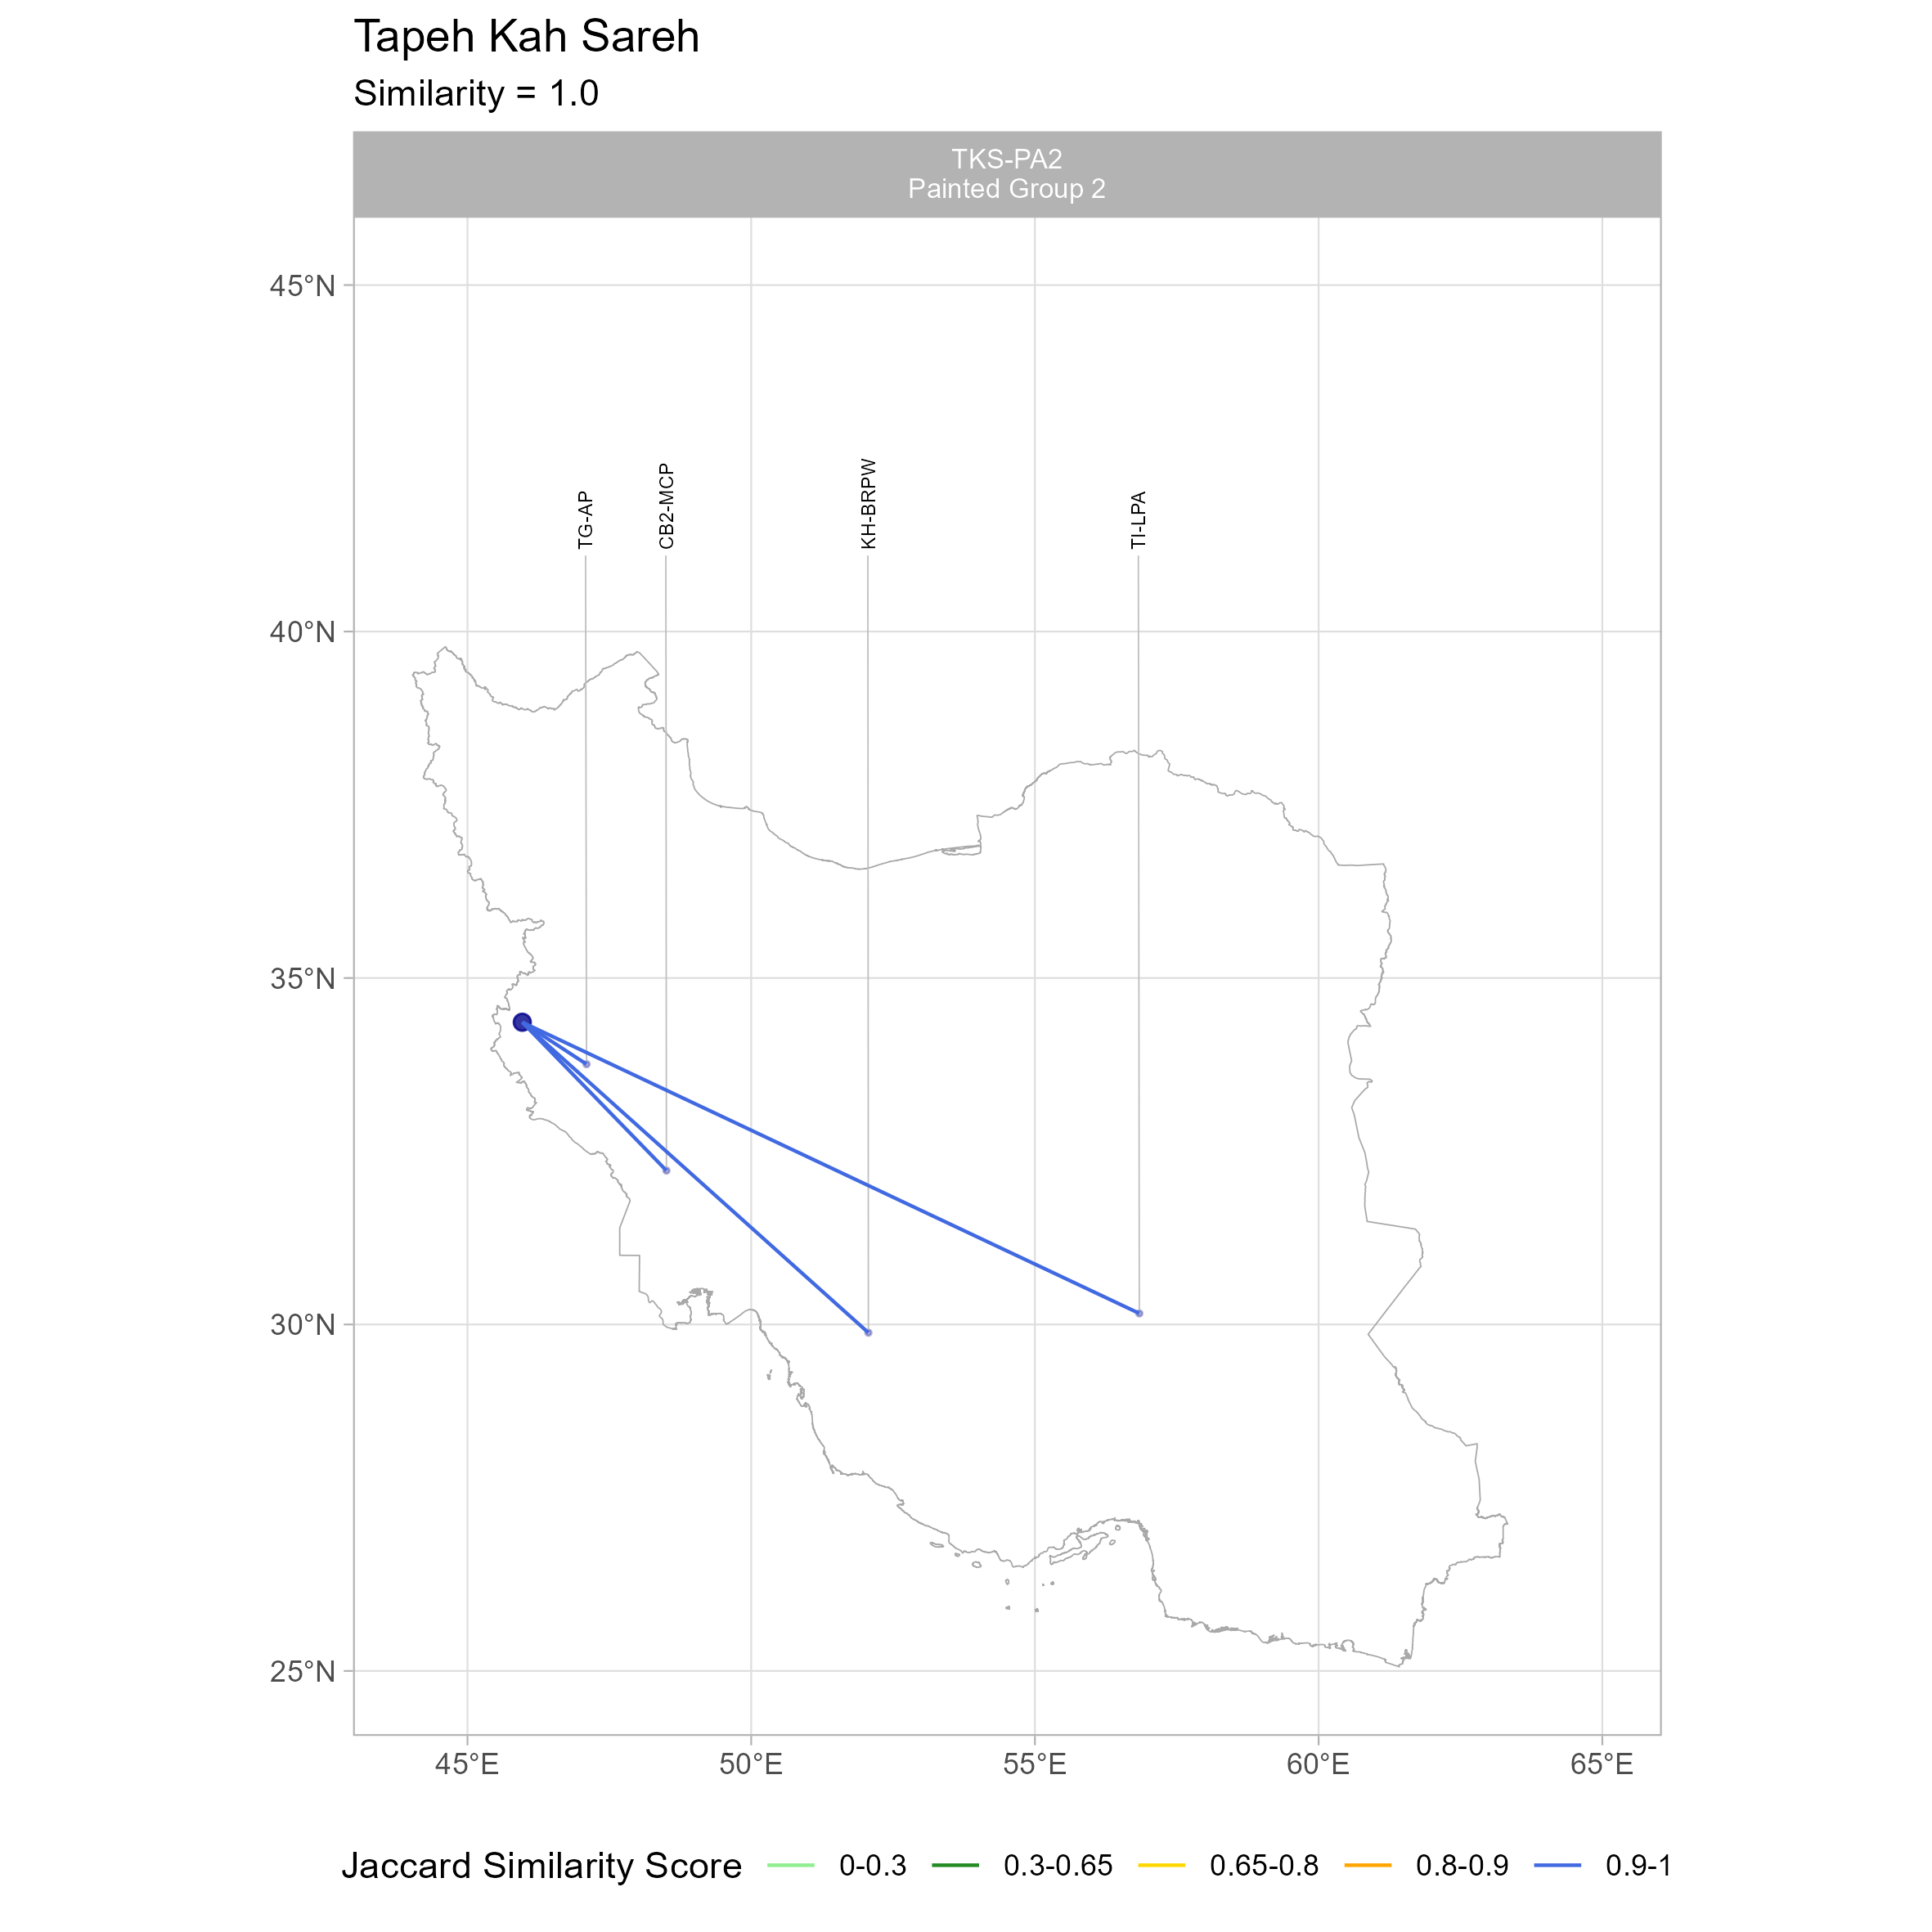 Tapeh Kah Sareh
Similarity = 1.0
TKS-PA2
Painted Group 2
45°N
40°N
35°N
30°N
25°N
TG-AP
CB2-MCP
KH-BRPW
TI-LPA
45°E
50°E
55°E
60°E
65°E
Jaccard Similarity Score 0-0.3 0.3-0.65 0.65-0.8 0.8-0.9 0.9-1